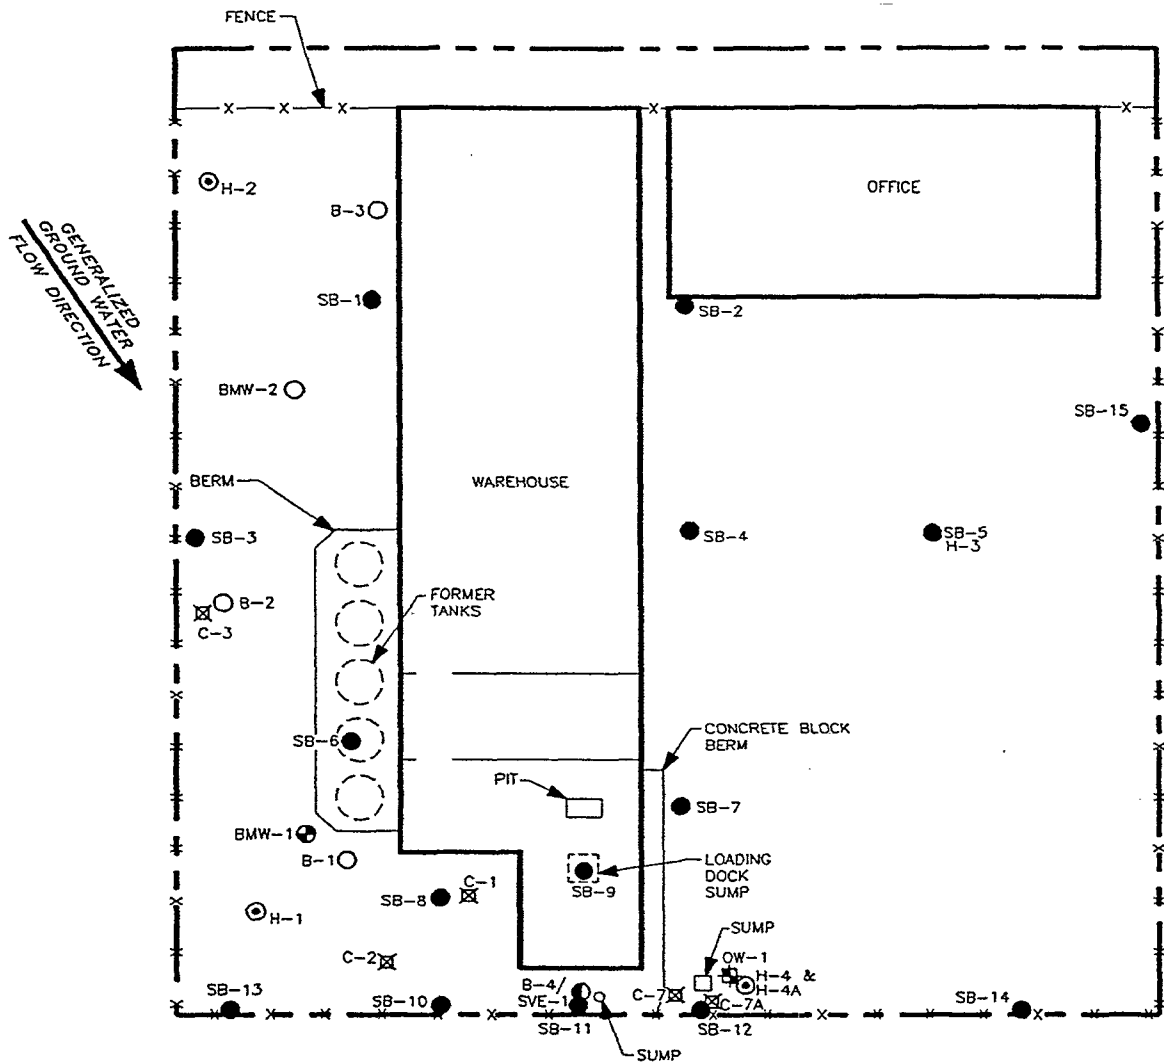 FENCE
H-2
B-3
OFFICE
GENERALIZED
GROUND WATER
FLOW DIRECTION
SB-1
SB-2
BMW-2
SB-15
BERM
WAREHOUSE
SB-3
SB-4
SB-5
H-3
B-2
C-3
FORMER
TANKS
SB-6
CONCRETE BLOCK
BERM
PIT
SB-7
BMW-1
B-1
LOADING
DOCK
SUMP
SB-9
C-1
SB-8
H-1
SUMP
C-2
OW-1
H-4 &
H-4A
SB-13
SB-10
B-4/
SVE-1
SB-11
C-7
C-7A
SB-12
SB-14
SUMP